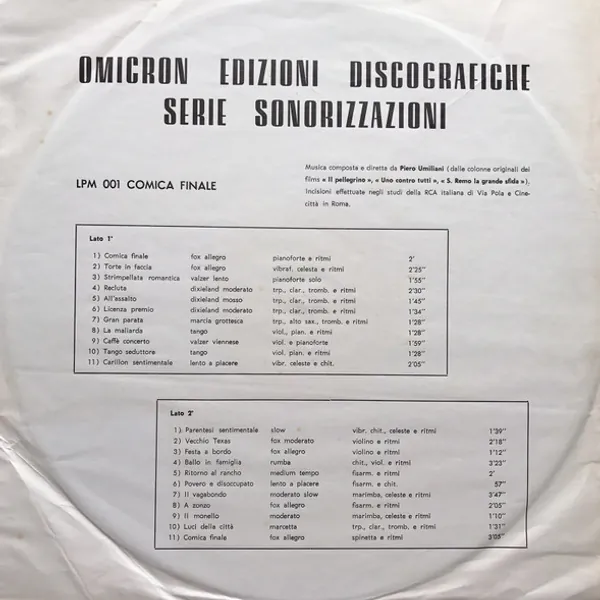 OMICRON EDIZIONI DISCOGRAFICHE
SERIE SONORIZZAZIONI
LPM 001 COMICA FINALE
Musica composta e diretta da Piero Umiliani (dalle colonne originali dei
films « Il pellegrino », « Uno contro tutti », « S. Remo la grande sfida »).
Incisioni effettuate negli studi della RCA italiana di Via Pola e Cine-
città in Roma.
Lato 1°
1) Comica finale fox allegro pianoforte e ritmi 2'
2) Torte in faccia fox allegro vibraf. celesta e ritmi 2'25"
3) Strimpellata romantica valzer lento pianoforte solo 1'55"
4) Recluta dixieland moderato trp., clar., tromb. e ritmi 2'30"
5) All'assalto dixieland mosso trp., clar., tromb. e ritmi 1'45"
6) Licenza premio dixieland moderato trp., clar., tromb. e ritmi 1'34"
7) Gran parata marcia grottesca trp., alto sax., tromb. e ritmi 1'28"
8) La maliarda tango viol., pian. e ritmi 1'28"
9) Caffè concerto valzer viennese viol. e pianoforte 1'59"
10) Tango seduttore tango viol. pian. e ritmi 1'28"
11) Carillon sentimentale lento a piacere vibr. celeste e chit. 2'05"
Lato 2°
1) Parentesi sentimentale slow vibr. chit., celeste e ritmi 1'39"
2) Vecchio Texas fox moderato violino e ritmi 2'18"
3) Festa a bordo fox allegro violino e ritmi 1'12"
4) Ballo in famiglia rumba chit., viol. e ritmi 3'23"
5) Ritorno al rancho medium tempo fisarm. e ritmi 2'
6) Povero e disoccupato lento a piacere fisarm. e chit. 57"
7) Il vagabondo moderato slow marimba, celeste e ritmi 3'47"
8) A zonzo fox allegro fisarm. e ritmi 2'05"
9) Il monello moderato marimba, celeste e ritmi 1'10"
10) Luci della città marcetta trp., clar., tromb. e ritmi 1'31"
11) Comica finale fox allegro spinetta e ritmi 3'05"